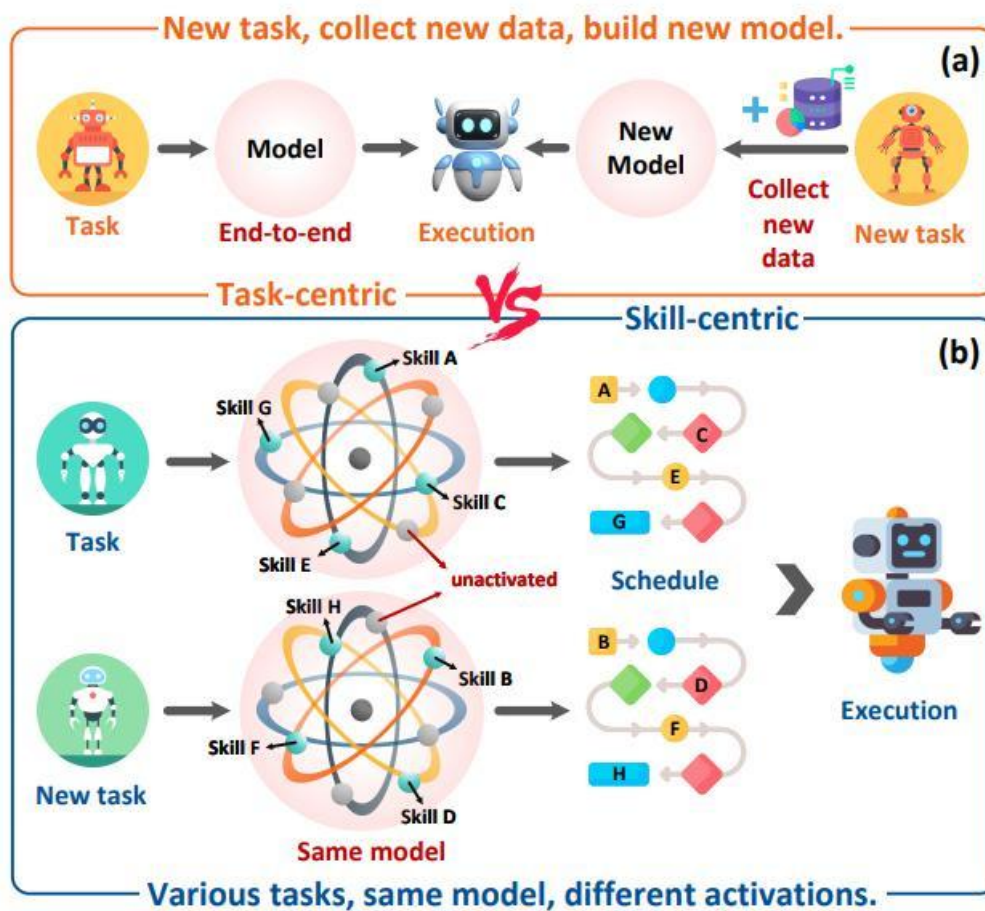 New task, collect new data, build new model.
(a)
Model
New
Model
Task
End-to-end
Execution
Collect
new
data
New task
Task-centric
VS
Skill-centric
(b)
Skill A
Skill G
Skill C
Skill E
Task
A
C
E
G
Schedule
unactivated
Skill H
Skill B
Skill F
Skill D
New task
Same model
B
D
F
H
Execution
Various tasks, same model, different activations.